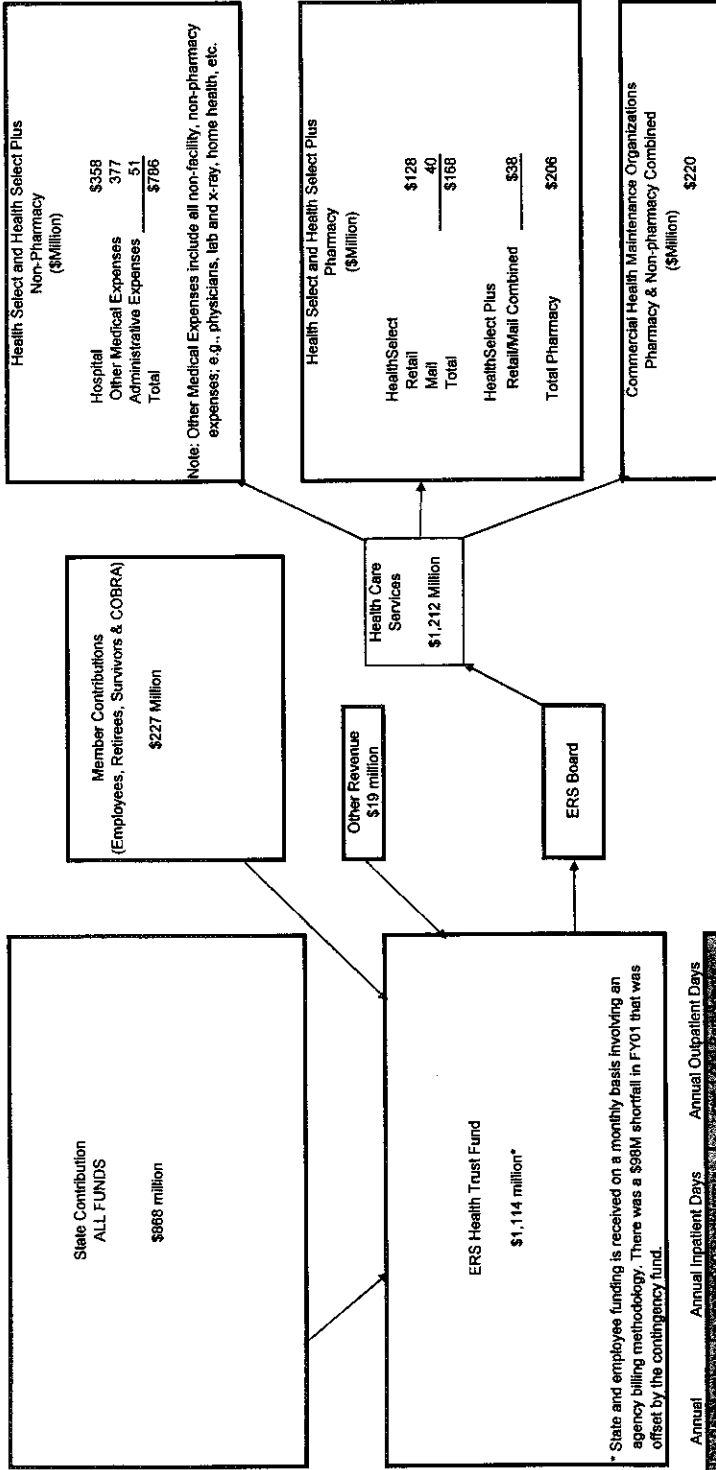 State Contribution
ALL FUNDS
$868 million
Member Contributions
(Employees, Retirees, Survivors & COBRA)
$227 Million
Other Revenue
$19 million
ERS Health Trust Fund
$1,114 million*
* State and employee funding is received on a monthly basis involving an
agency billing methodology. There was a $98M shortfall in FY01 that was
offset by the contingency fund.
ERS Board
Health Care
Services
$1,212 Million
Health Select and Health Select Plus
Non-Pharmacy
($Million)
Hospital $358
Other Medical Expenses 377
Administrative Expenses 51
Total $786
Note: Other Medical Expenses include all non-facility, non-pharmacy
expenses; e.g., physicians, lab and x-ray, home health, etc.
Health Select and Health Select Plus
Pharmacy
($Million)
HealthSelect
Retail $128
Mail 40
Total $168
HealthSelect Plus
Retail/Mail Combined $38
Total Pharmacy $206
Commercial Health Maintenance Organizations
Pharmacy & Non-pharmacy Combined
($Million)
$220
Annual Annual Inpatient Days Annual Outpatient Days